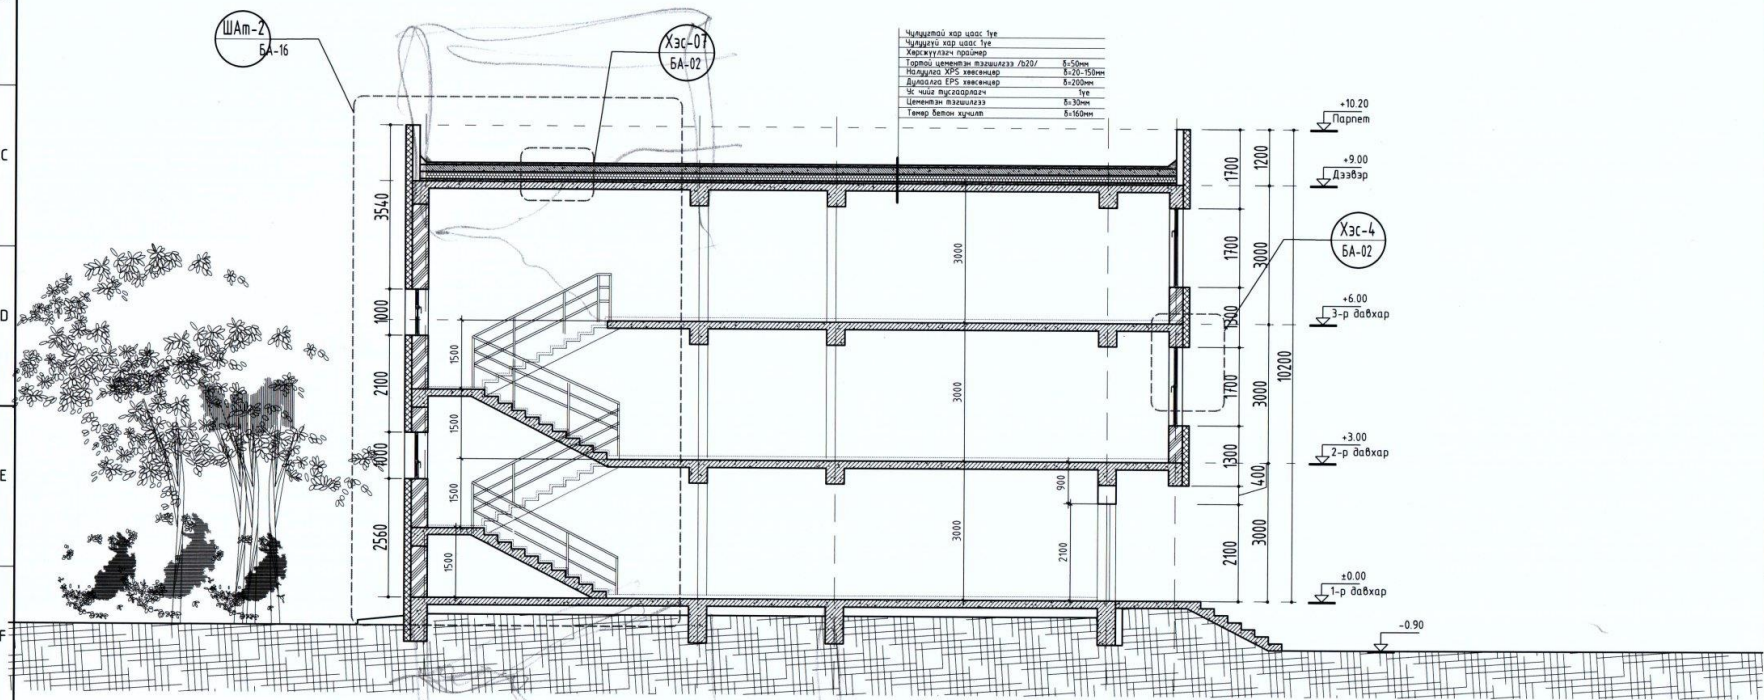 ШАт-2
БА-16
Хэс-07
БА-02
Чулуугтай хар цаас 1үе
Чулуугүй хар цаас 1үе
Хөрсжүүлэгч праймер
Тортой цементэн тэгшилгээ /b20/ δ=50мм
Налуулга XPS хөөсөнцөр δ=20-150мм
Дулаалга EPS хөөсөнцөр δ=200мм
Ус чийг тусгаарлагч 1үе
Цементэн тэгшилгээ δ=30мм
Төмөр бетон хучилт δ=160мм
+10.20
Парпет
+9.00
Дээвэр
Хэс-4
БА-02
+6.00
3-р давхар
+3.00
2-р давхар
±0.00
1-р давхар
-0.90
C
D
E
F
3540
1000
2100
1000
2560
1500
1500
1500
1500
3000
3000
3000
900
2100
1700
1700
1300
1700
1300
400
2100
1200
3000
3000
3000
10200